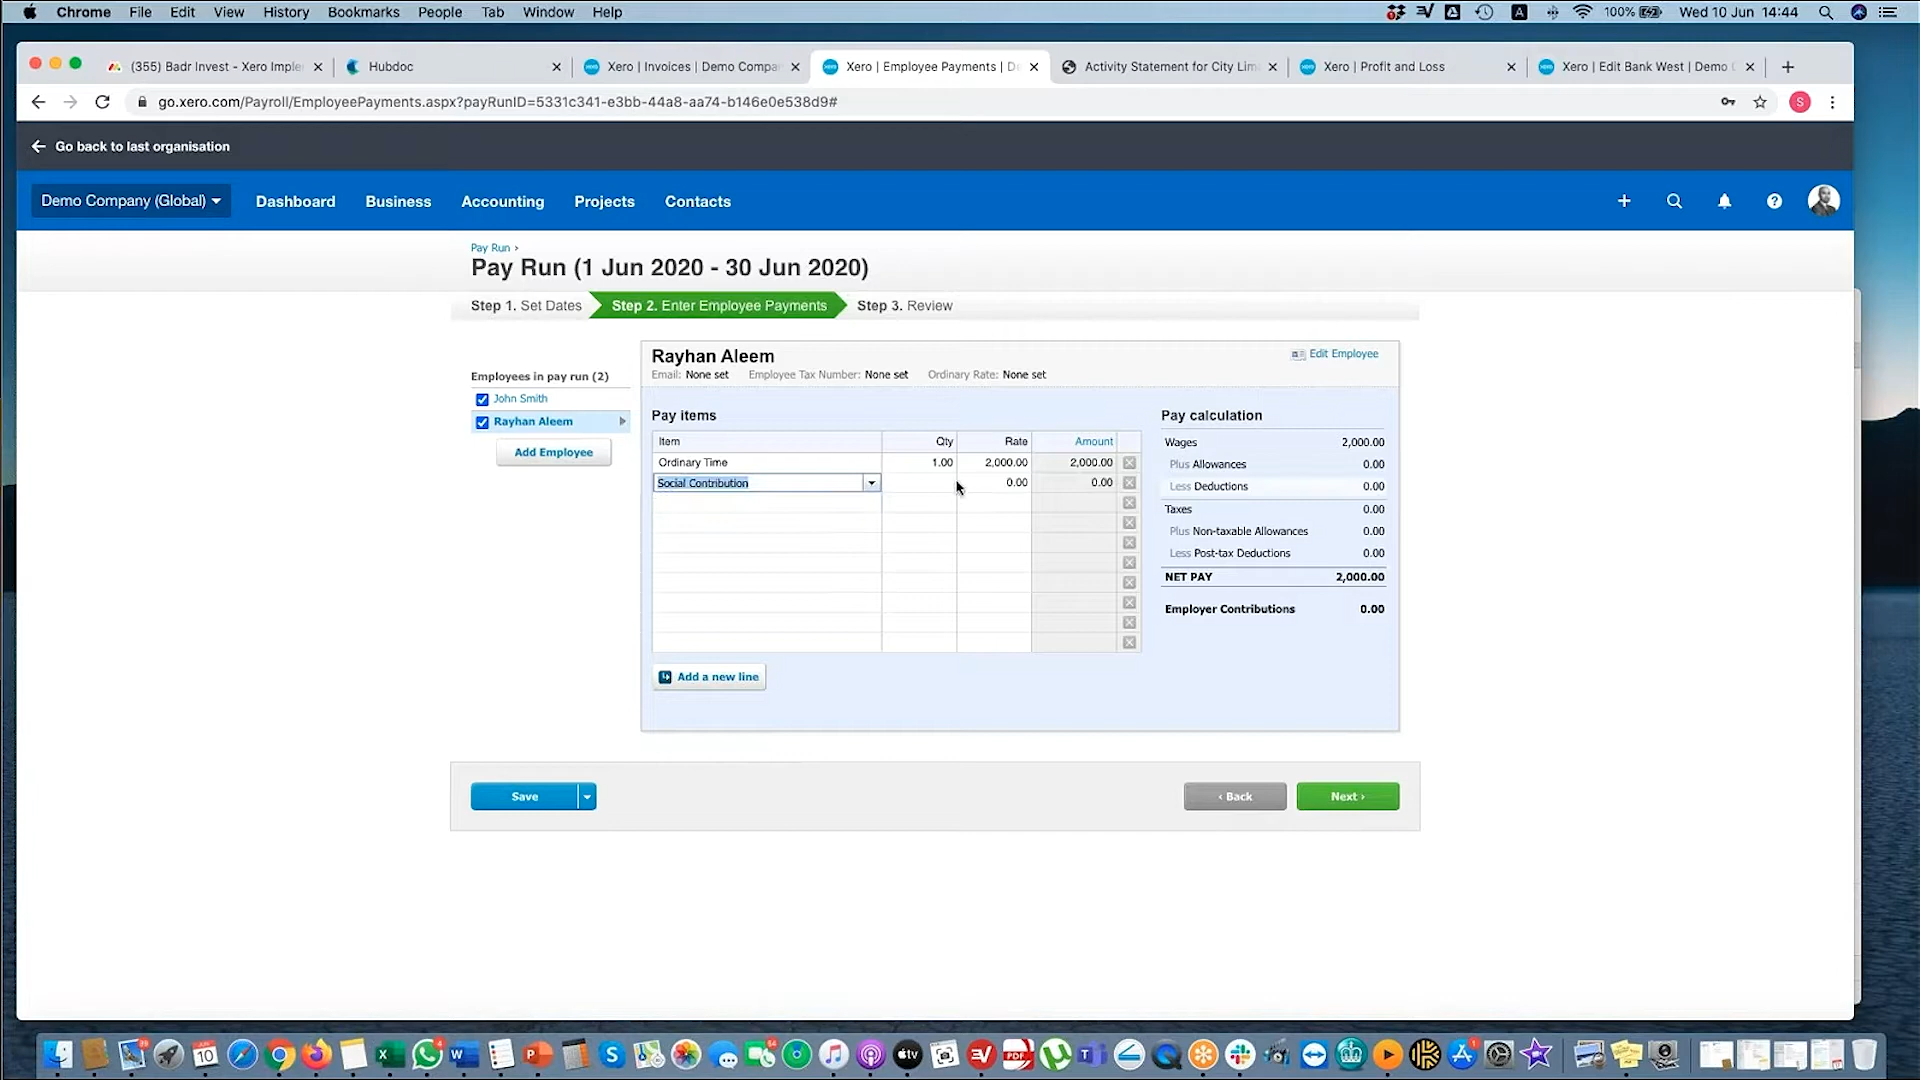 Chrome File Edit View History Bookmarks People Tab Window Help
100% Wed 10 Jun 14:44
(355) Badr Invest - Xero Imple
Hubdoc
Xero | Invoices | Demo Compa
Xero | Employee Payments | D
Activity Statement for City Lim
Xero | Profit and Loss
Xero | Edit Bank West | Demo
go.xero.com/Payroll/EmployeePayments.aspx?payRunID=5331c341-e3bb-44a8-aa74-b146e0e538d9#
S
Go back to last organisation
Demo Company (Global) Dashboard Business Accounting Projects Contacts
Pay Run ›
Pay Run (1 Jun 2020 - 30 Jun 2020)
Step 1. Set Dates Step 2. Enter Employee Payments Step 3. Review
Employees in pay run (2)
John Smith
Rayhan Aleem
Add Employee
Rayhan Aleem
Edit Employee
Email: None set Employee Tax Number: None set Ordinary Rate: None set
Pay items
Item Qty Rate Amount
Ordinary Time 1.00 2,000.00 2,000.00
Social Contribution 0.00 0.00
Add a new line
Pay calculation
Wages 2,000.00
Plus Allowances 0.00
Less Deductions 0.00
Taxes 0.00
Plus Non-taxable Allowances 0.00
Less Post-tax Deductions 0.00
NET PAY 2,000.00
Employer Contributions 0.00
Save
‹ Back
Next ›